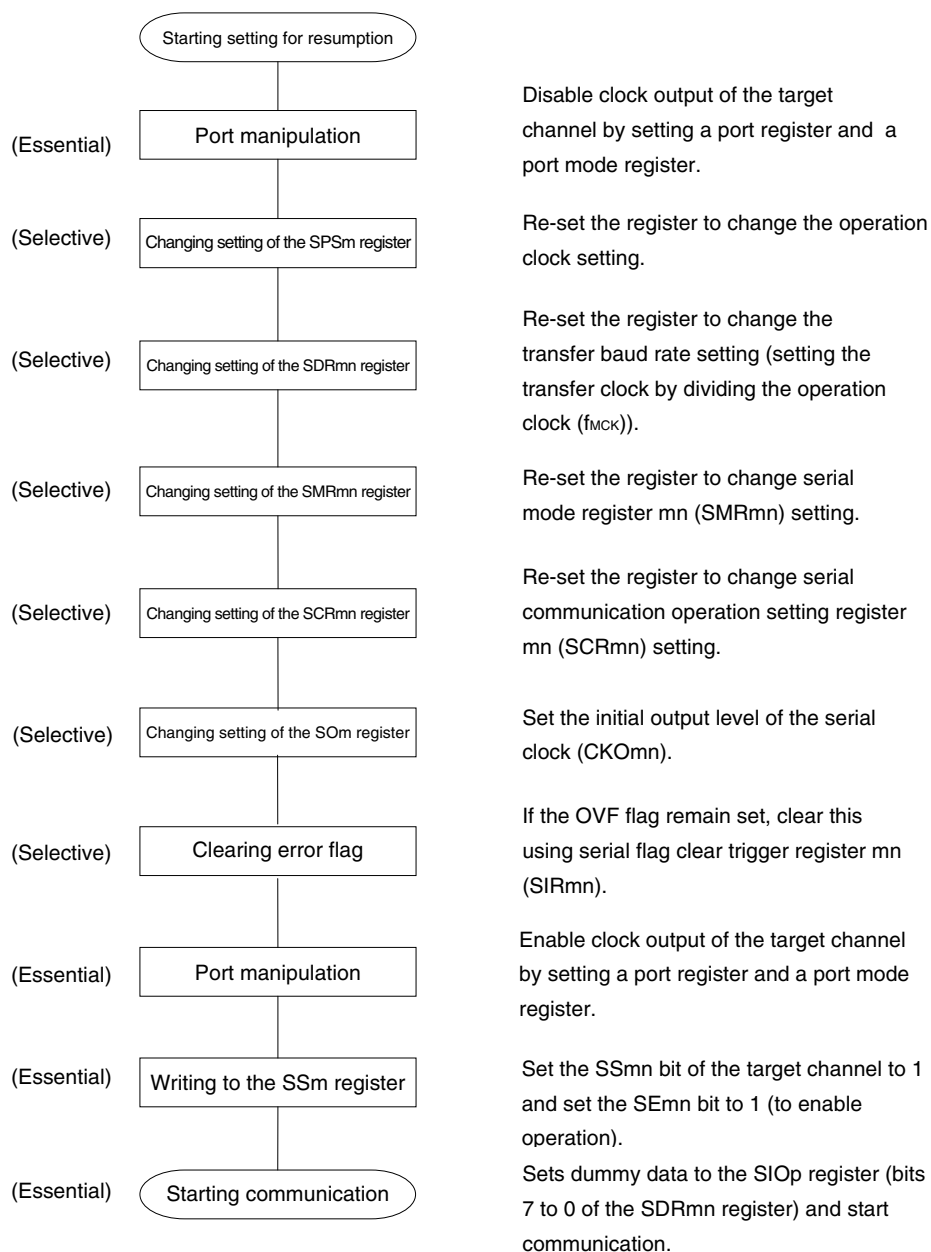 Starting setting for resumption
(Essential)
Port manipulation
Disable clock output of the target
channel by setting a port register and a
port mode register.
(Selective)
Changing setting of the SPSm register
Re-set the register to change the operation
clock setting.
(Selective)
Changing setting of the SDRmn register
Re-set the register to change the
transfer baud rate setting (setting the
transfer clock by dividing the operation
clock (fMCK)).
(Selective)
Changing setting of the SMRmn register
Re-set the register to change serial
mode register mn (SMRmn) setting.
(Selective)
Changing setting of the SCRmn register
Re-set the register to change serial
communication operation setting register
mn (SCRmn) setting.
(Selective)
Changing setting of the SOm register
Set the initial output level of the serial
clock (CKOmn).
(Selective)
Clearing error flag
If the OVF flag remain set, clear this
using serial flag clear trigger register mn
(SIRmn).
(Essential)
Port manipulation
Enable clock output of the target channel
by setting a port register and a port mode
register.
(Essential)
Writing to the SSm register
Set the SSmn bit of the target channel to 1
and set the SEmn bit to 1 (to enable
operation).
(Essential)
Starting communication
Sets dummy data to the SIOp register (bits
7 to 0 of the SDRmn register) and start
communication.